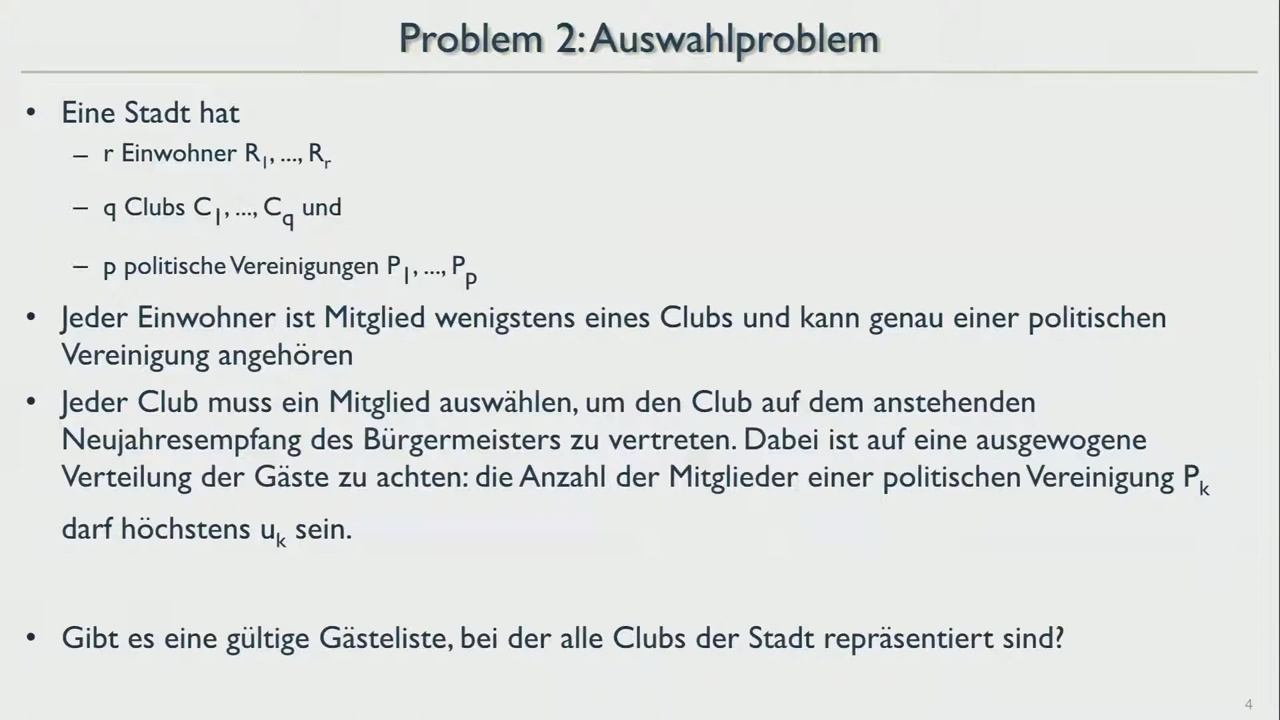 Problem 2: Auswahlproblem
• Eine Stadt hat
– r Einwohner R1, ..., Rr
– q Clubs C1, ..., Cq und
– p politische Vereinigungen P1, ..., Pp
• Jeder Einwohner ist Mitglied wenigstens eines Clubs und kann genau einer politischen
Vereinigung angehören
• Jeder Club muss ein Mitglied auswählen, um den Club auf dem anstehenden
Neujahresempfang des Bürgermeisters zu vertreten. Dabei ist auf eine ausgewogene
Verteilung der Gäste zu achten: die Anzahl der Mitglieder einer politischen Vereinigung Pk
darf höchstens uk sein.
• Gibt es eine gültige Gästeliste, bei der alle Clubs der Stadt repräsentiert sind?
4